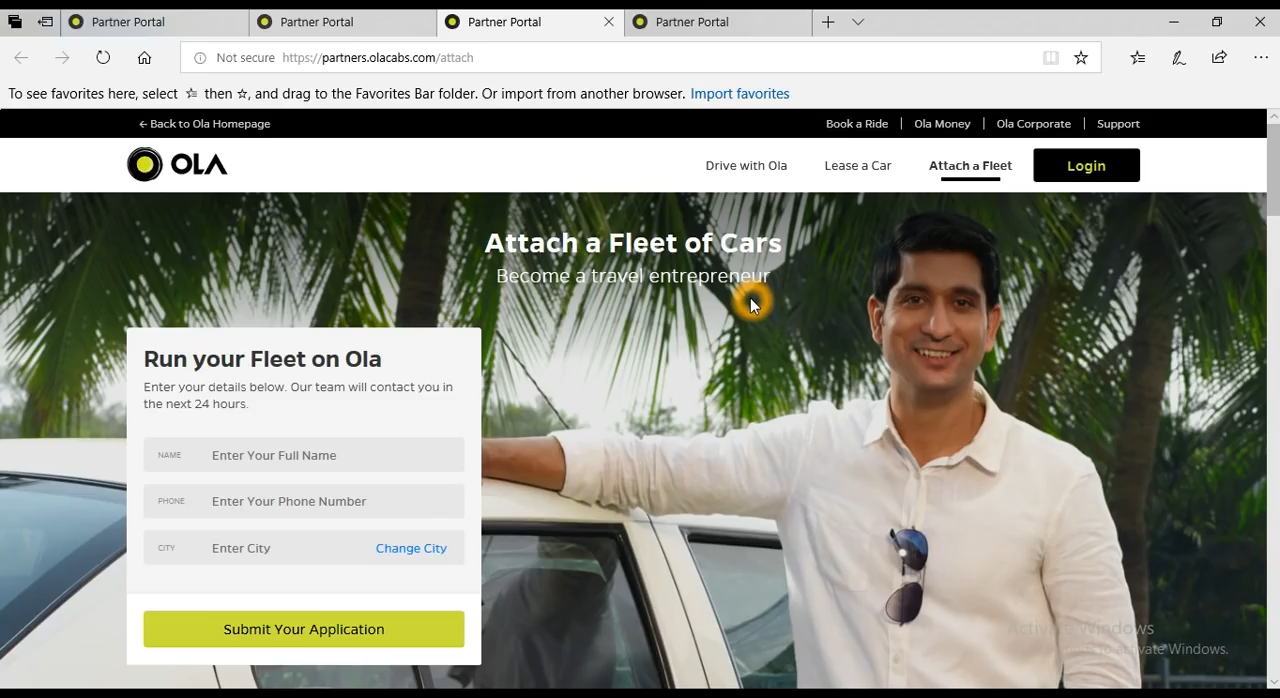 Partner Portal
Partner Portal
Partner Portal
Partner Portal
Not secure https://partners.olacabs.com/attach
To see favorites here, select then , and drag to the Favorites Bar folder. Or import from another browser. Import favorites
← Back to Ola Homepage
Book a Ride | Ola Money | Ola Corporate | Support
OLA
Drive with Ola
Lease a Car
Attach a Fleet
Login
Attach a Fleet of Cars
Become a travel entrepreneur
Run your Fleet on Ola
Enter your details below. Our team will contact you in
the next 24 hours.
NAME Enter Your Full Name
PHONE Enter Your Phone Number
CITY Enter City Change City
Submit Your Application
Activate Windows
to activate Windows.